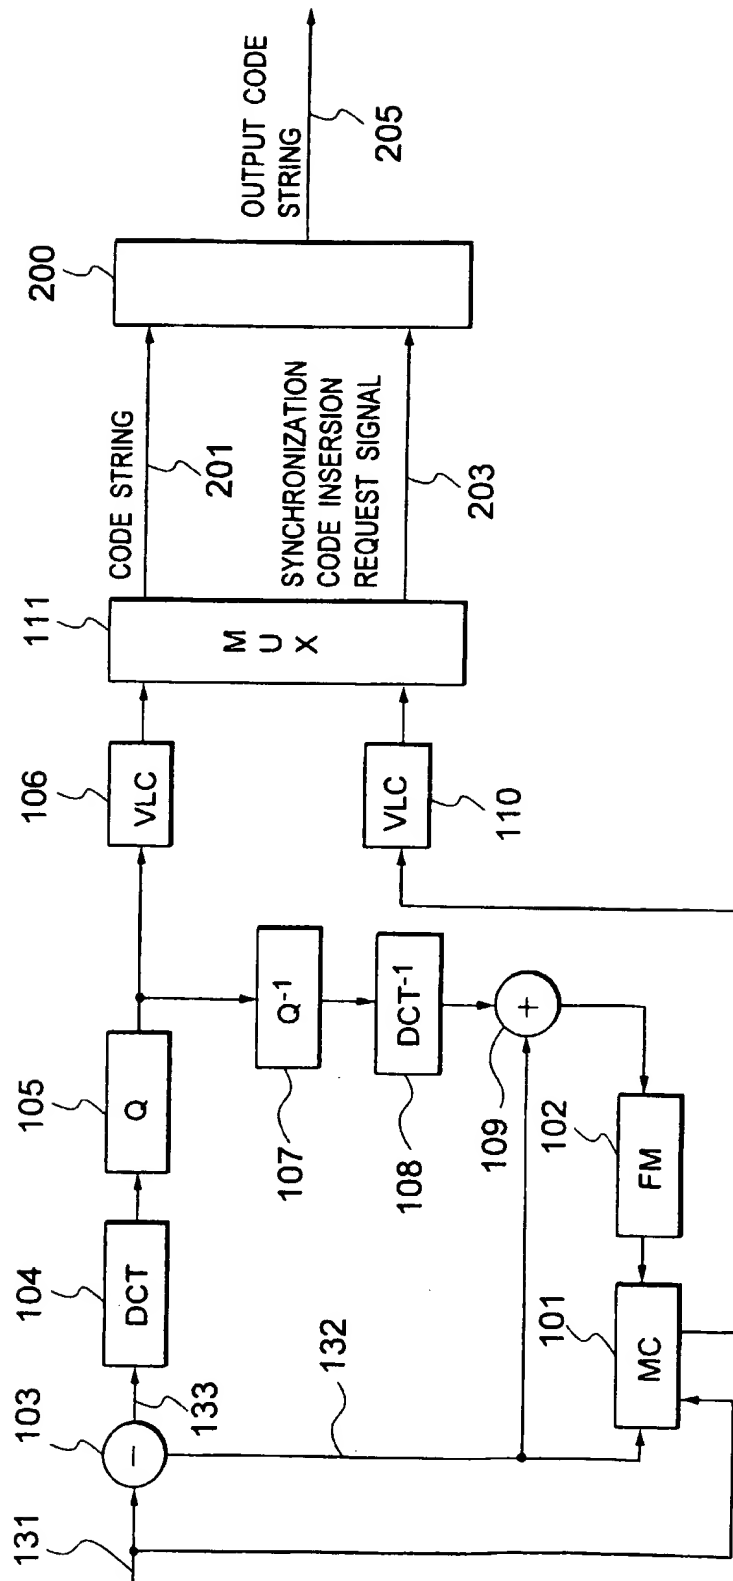 131
103
−
133
104
DCT
105
Q
106
VLC
111
MUX
CODE STRING
201
200
OUTPUT CODE
STRING
205
SYNCHRONIZATION
CODE INSERSION
REQUEST SIGNAL
203
VLC
110
Q-1
107
DCT-1
108
+
109
132
102
FM
101
MC